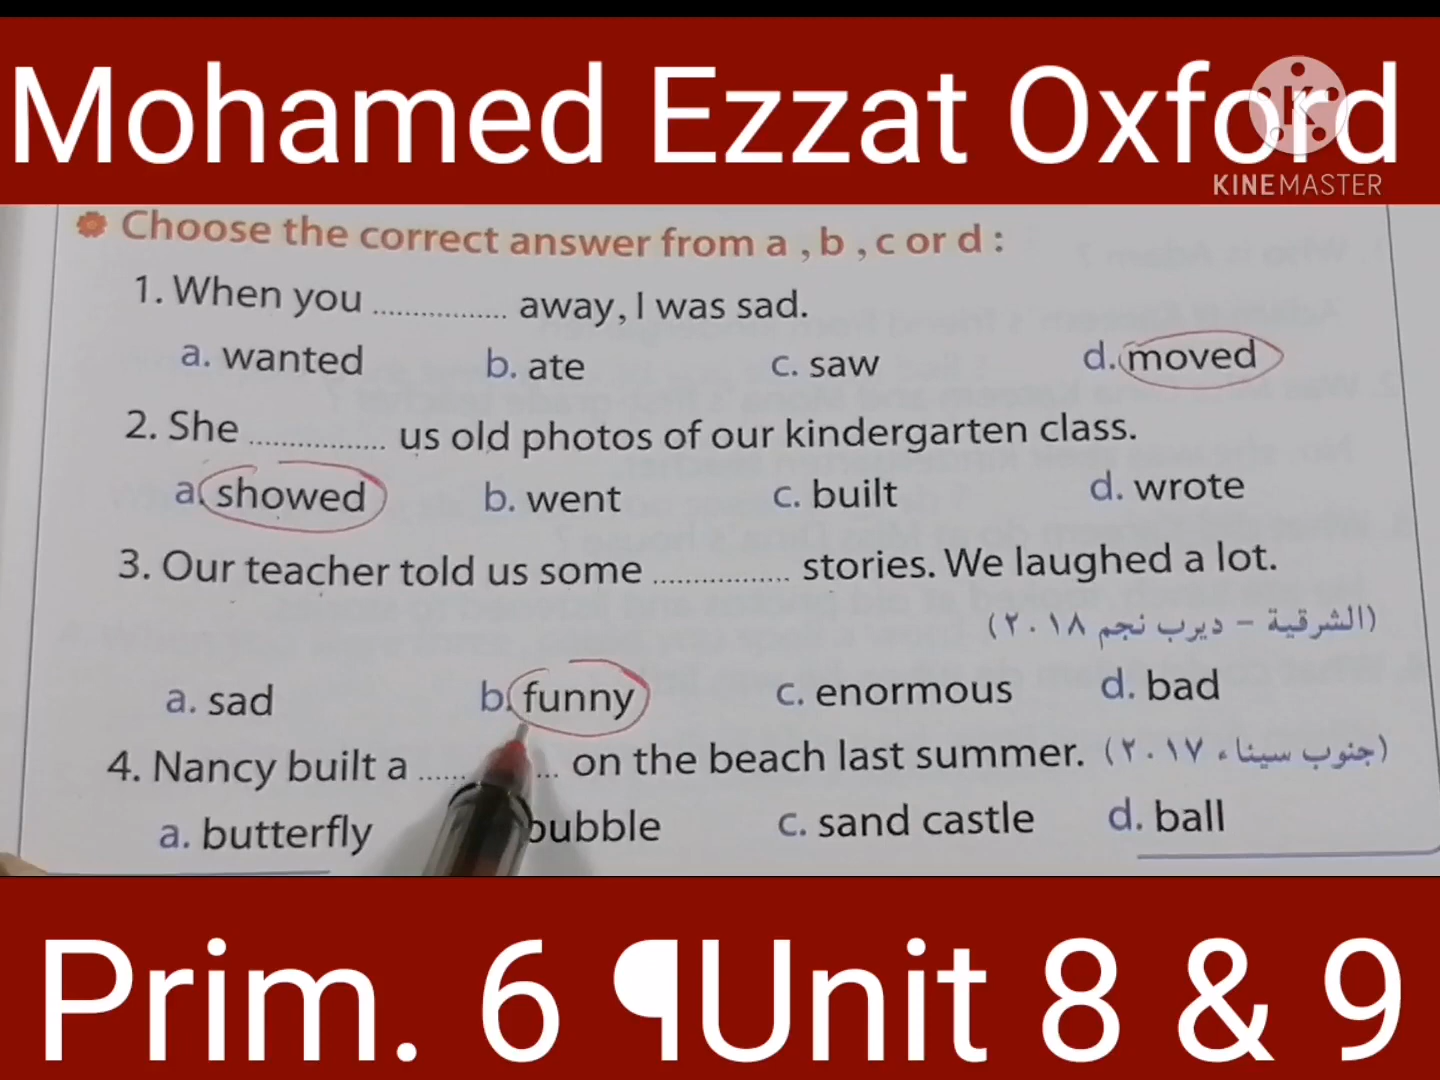 Mohamed Ezzat Oxford
KINEMASTER
Choose the correct answer from a , b , c or d :
1. When you ................ away, I was sad.
a. wanted b. ate c. saw d. moved
2. She ................ us old photos of our kindergarten class.
a. showed b. went c. built d. wrote
3. Our teacher told us some ................ stories. We laughed a lot.
(الشرقية – ديرب نجم ٢٠١٨)
a. sad b. funny c. enormous d. bad
4. Nancy built a ...... ... on the beach last summer. (جنوب سيناء ٢٠١٧)
a. butterfly bubble c. sand castle d. ball
Prim. 6 ¶Unit 8 & 9